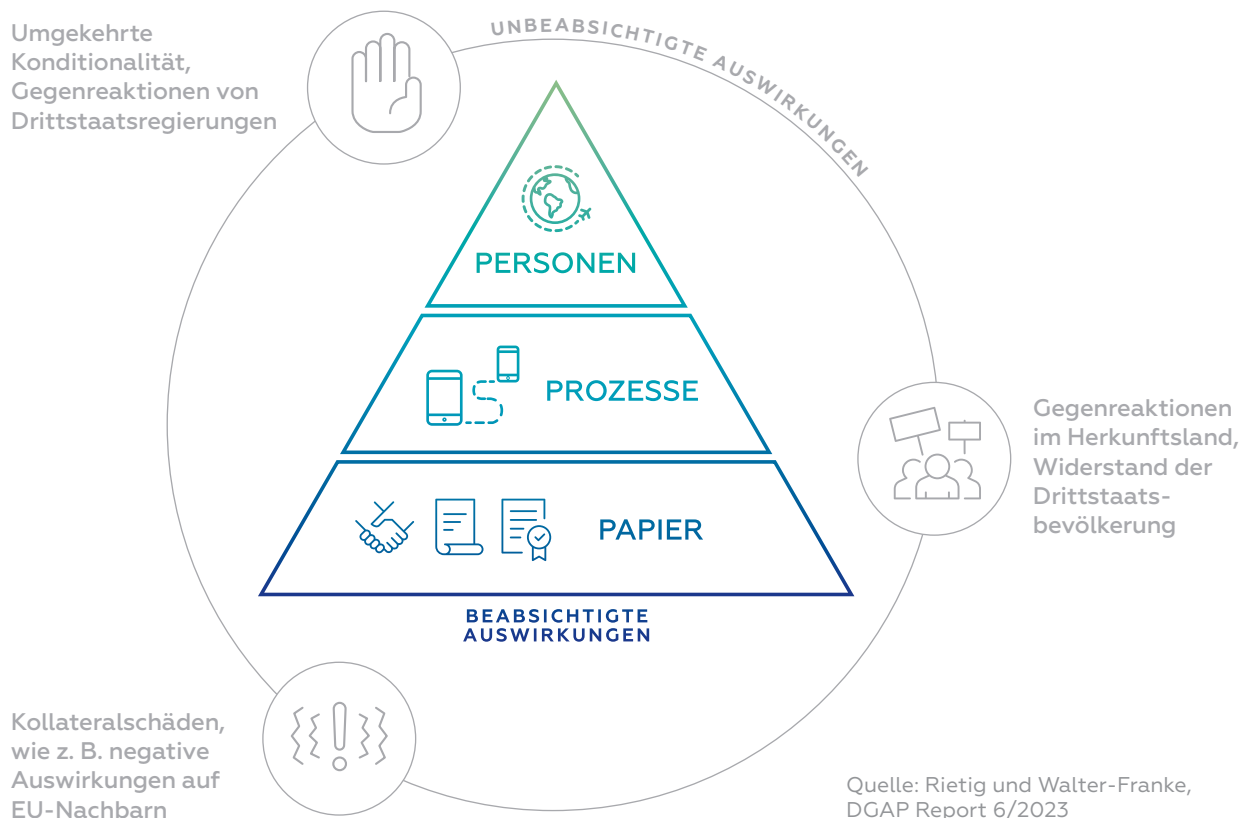 Umgekehrte
Konditionalität,
Gegenreaktionen von
Drittstaatsregierungen
UNBEABSICHTIGTE AUSWIRKUNGEN
PERSONEN
PROZESSE
PAPIER
BEABSICHTIGTE
AUSWIRKUNGEN
Gegenreaktionen
im Herkunftsland,
Widerstand der
Drittstaats-
bevölkerung
Kollateralschäden,
wie z. B. negative
Auswirkungen auf
EU-Nachbarn
Quelle: Rietig und Walter-Franke,
DGAP Report 6/2023